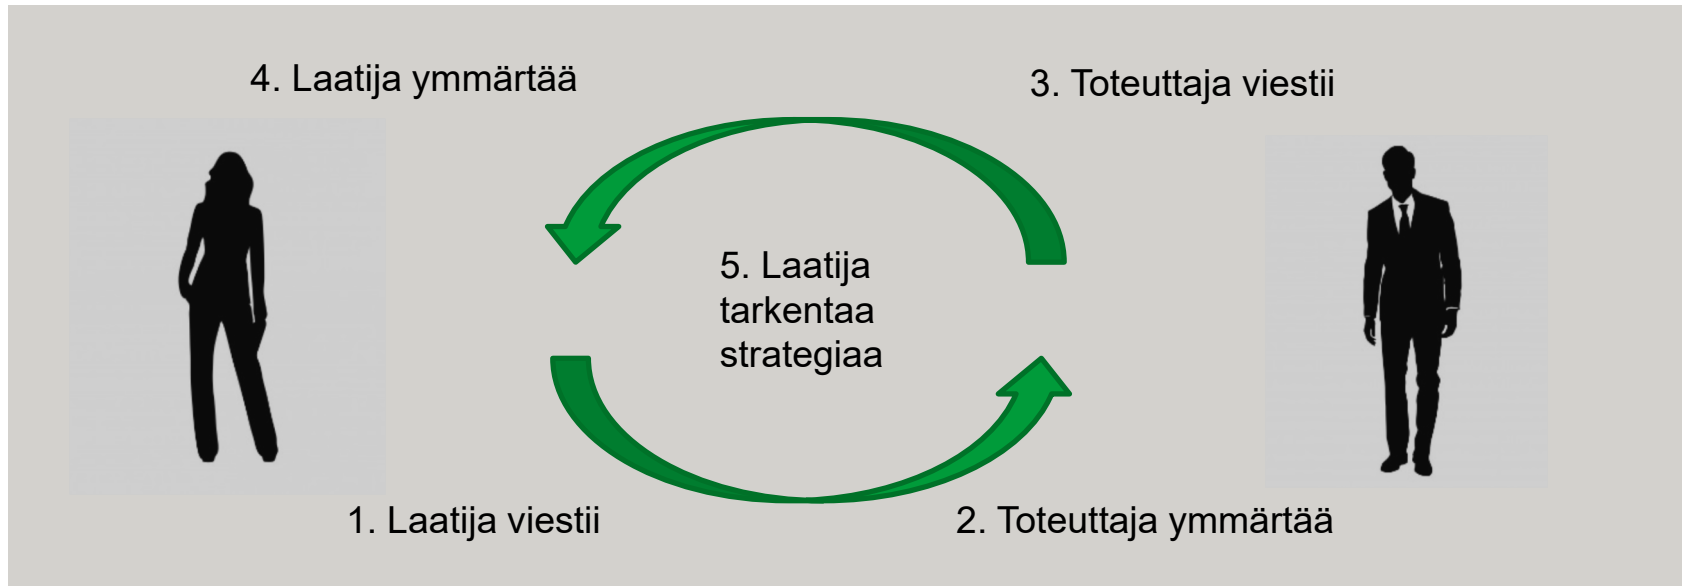 4. Laatija ymmärtää
3. Toteuttaja viestii
5. Laatija
tarkentaa
strategiaa
1. Laatija viestii
2. Toteuttaja ymmärtää